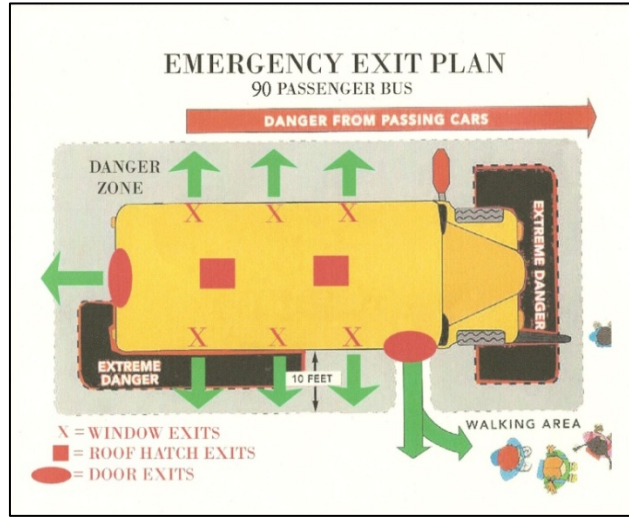 EMERGENCY EXIT PLAN
90 PASSENGER BUS
DANGER FROM PASSING CARS
DANGER
ZONE
X X X
EXTREME DANGER
X X X
EXTREME
DANGER
10 FEET
WALKING AREA
X = WINDOW EXITS
= ROOF HATCH EXITS
= DOOR EXITS